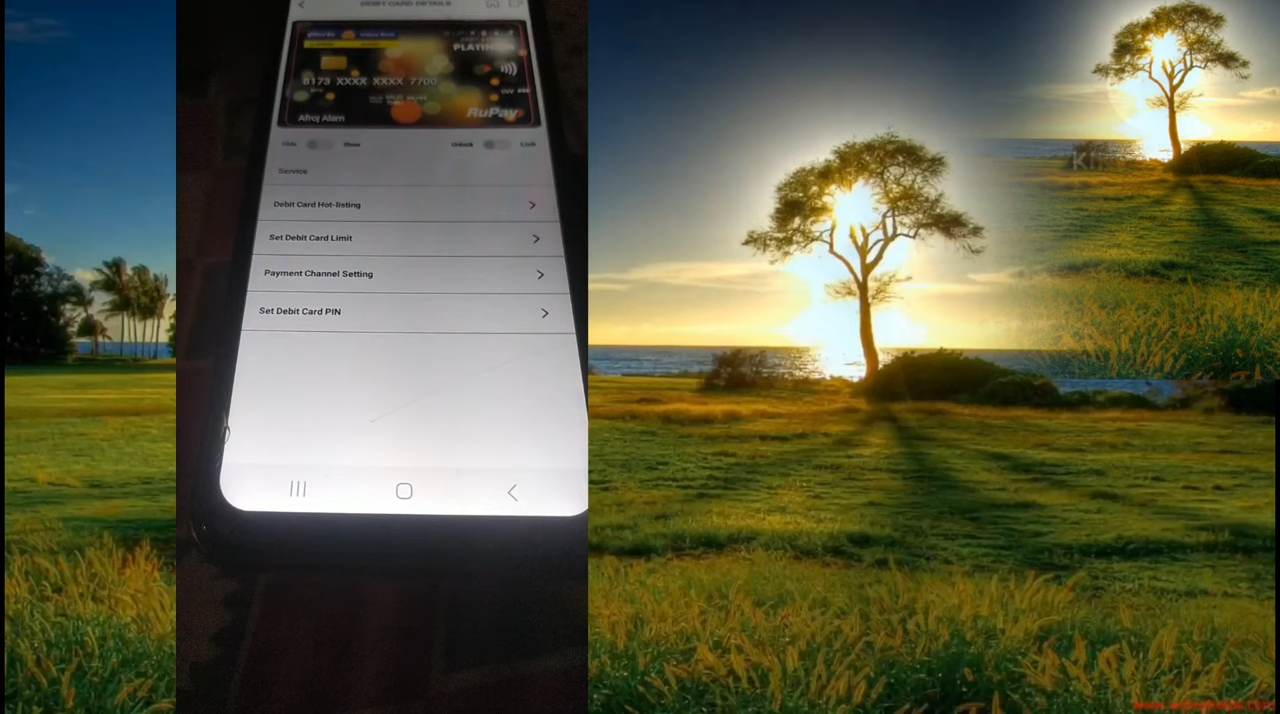 DEBIT CARD DETAILS
PLATINUM
8173 XXXX XXXX 7700
Afroj Alam
RuPay
Hide
Show
Unlock
Lock
Service
Debit Card Hot-listing
Set Debit Card Limit
Payment Channel Setting
Set Debit Card PIN